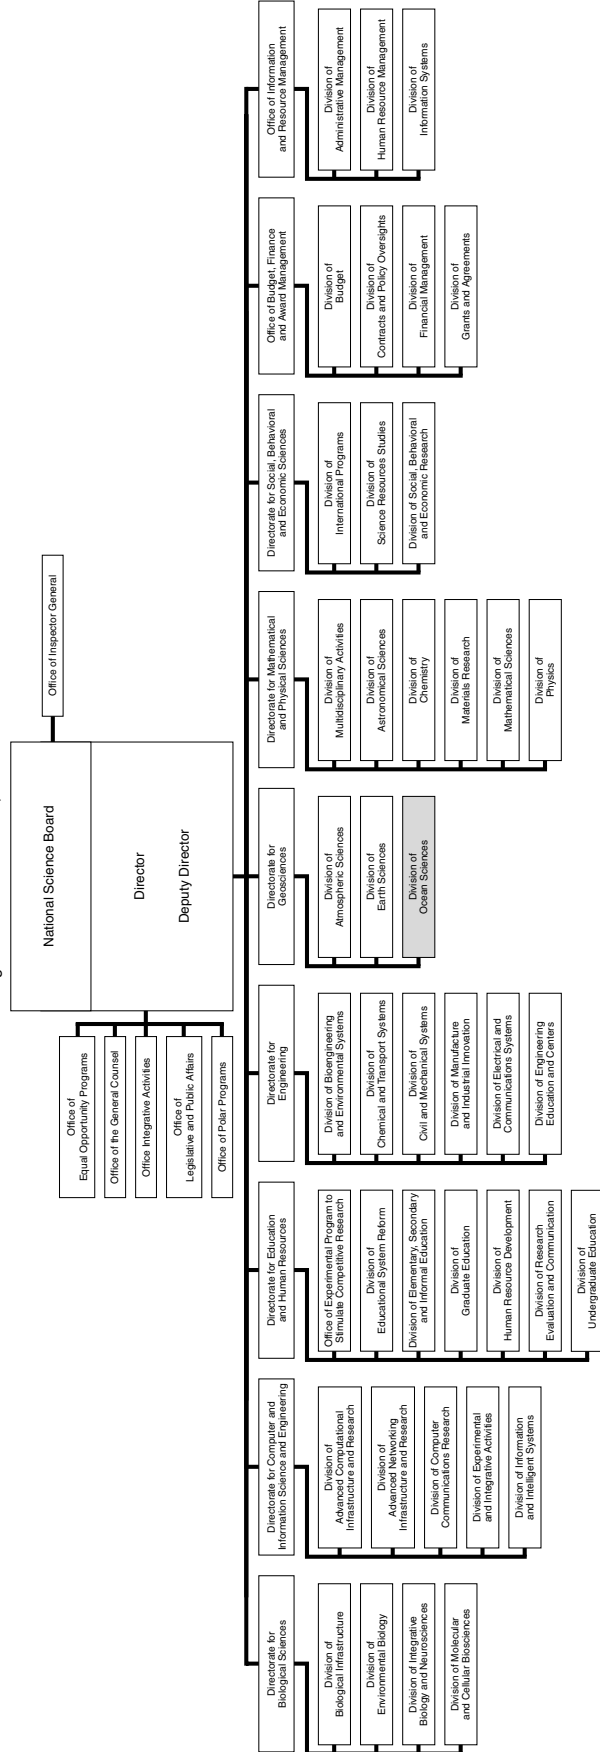 National Science Board
Director
Deputy Director
Office of Inspector General
Office of
Equal Opportunity Programs
Office of the General Counsel
Office Integrative Activities
Office of
Legislative and Public Affairs
Office of Polar Programs
Directorate for
Biological Sciences
Division of
Biological Infrastructure
Division of
Environmental Biology
Division of Integrative
Biology and Neurosciences
Division of Molecular
and Cellular Biosciences
Directorate for Computer and
Information Science and Engineering
Division of
Advanced Computational
Infrastructure and Research
Division of
Advanced Networking
Infrastructure and Research
Division of Computer
Communications Research
Division of Experimental
and Integrative Activities
Division of Information
and Intelligent Systems
Directorate for Education
and Human Resources
Office of Experimental Program to
Stimulate Competitive Research
Division of
Educational System Reform
Division of Elementary, Secondary
and Informal Education
Division of
Graduate Education
Division of
Human Resource Development
Division of Research
Evaluation and Communication
Division of
Undergraduate Education
Directorate for
Engineering
Division of Bioengineering
and Environmental Systems
Division of
Chemical and Transport Systems
Division of
Civil and Mechanical Systems
Division of Manufacture
and Industrial Innovation
Division of Electrical and
Communications Systems
Division of Engineering
Education and Centers
Directorate for
Geosciences
Division of
Atmospheric Sciences
Division of
Earth Sciences
Division of
Ocean Sciences
Directorate for Mathematical
and Physical Sciences
Division of
Multidisciplinary Activities
Division of
Astronomical Sciences
Division of
Chemistry
Division of
Materials Research
Division of
Mathematical Sciences
Division of
Physics
Directorate for Social, Behavioral
and Economic Sciences
Division of
International Programs
Division of
Science Resources Studies
Division of Social, Behavioral
and Economic Research
Office of Budget, Finance
and Award Management
Division of
Budget
Division of
Contracts and Policy Oversights
Division of
Financial Management
Division of
Grants and Agreements
Office of Information
and Resource Management
Division of
Administrative Management
Division of
Human Resource Management
Division of
Information Systems